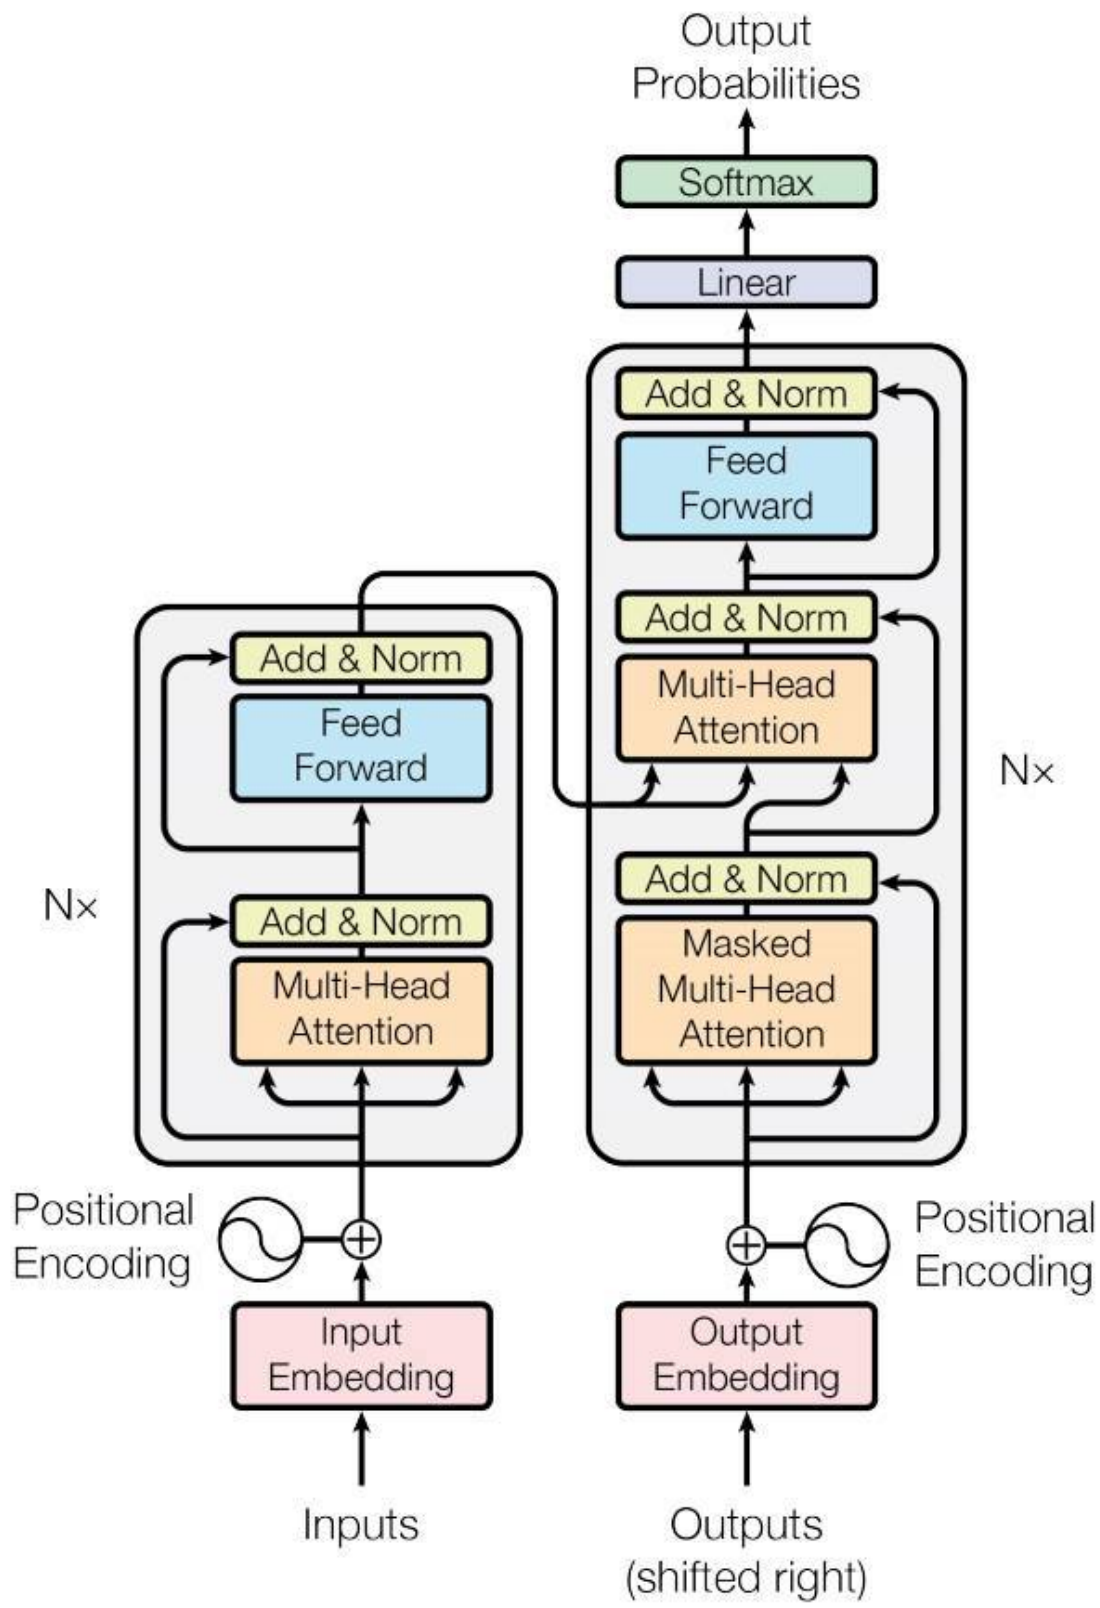 Output
Probabilities
Softmax
Linear
Add & Norm
Feed
Forward
Add & Norm
Multi-Head
Attention
Nx
Add & Norm
Masked
Multi-Head
Attention
Add & Norm
Feed
Forward
Nx
Add & Norm
Multi-Head
Attention
Positional
Encoding
Positional
Encoding
Input
Embedding
Output
Embedding
Inputs
Outputs
(shifted right)